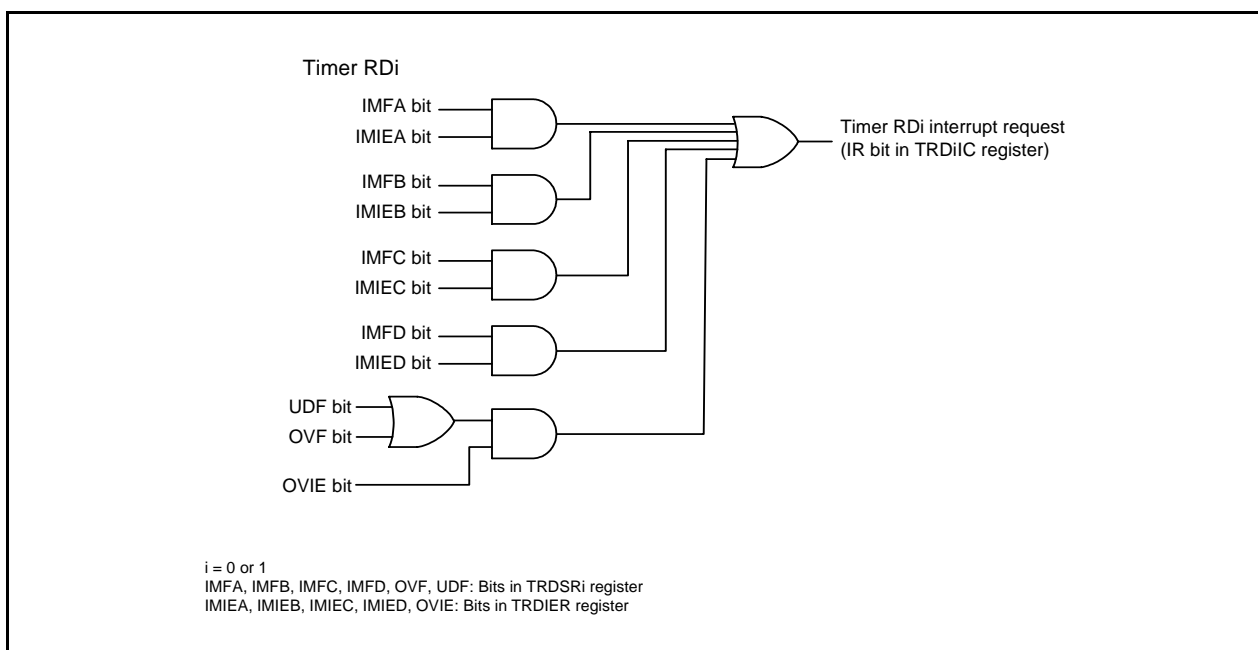 Timer RDi
IMFA bit
IMIEA bit
IMFB bit
IMIEB bit
IMFC bit
IMIEC bit
IMFD bit
IMIED bit
UDF bit
OVF bit
OVIE bit
Timer RDi interrupt request
(IR bit in TRDiIC register)
i = 0 or 1
IMFA, IMFB, IMFC, IMFD, OVF, UDF: Bits in TRDSRi register
IMIEA, IMIEB, IMIEC, IMIED, OVIE: Bits in TRDIER register